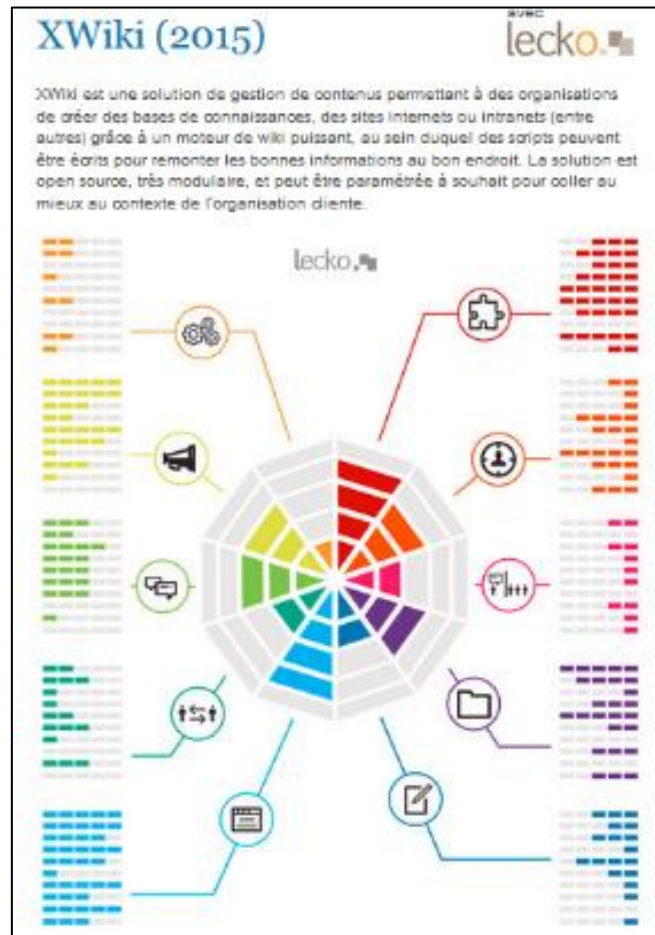 XWiki (2015)
avec
lecko.
XWiki est une solution de gestion de contenus permettant à des organisations
de créer des bases de connaissances, des sites internets ou intranets (entre
autres) grâce à un moteur de wiki puissant, au sein duquel des scripts peuvent
être écrits pour remonter les bonnes informations au bon endroit. La solution est
open source, très modulaire, et peut être paramétrée à souhait pour coller au
mieux au contexte de l'organisation cliente.
lecko.